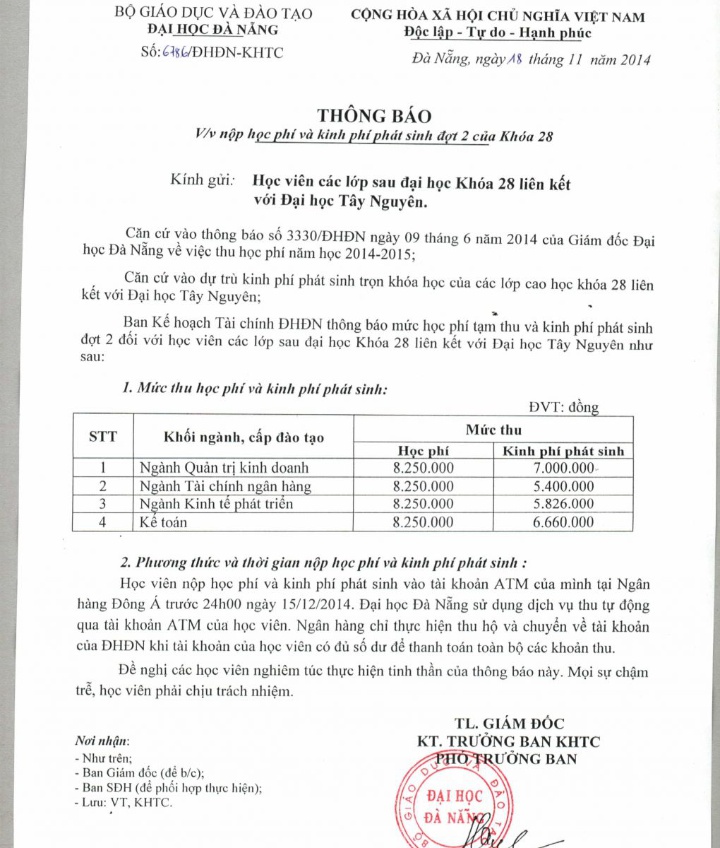 BỘ GIÁO DỤC VÀ ĐÀO TẠO
ĐẠI HỌC ĐÀ NẴNG
Số: 6786/ĐHĐN-KHTC
CỘNG HÒA XÃ HỘI CHỦ NGHĨA VIỆT NAM
Độc lập - Tự do - Hạnh phúc
Đà Nẵng, ngày 18 tháng 11 năm 2014
THÔNG BÁO
V/v nộp học phí và kinh phí phát sinh đợt 2 của Khóa 28
Kính gửi: Học viên các lớp sau đại học Khóa 28 liên kết
với Đại học Tây Nguyên.
Căn cứ vào thông báo số 3330/ĐHĐN ngày 09 tháng 6 năm 2014 của Giám đốc Đại
học Đà Nẵng về việc thu học phí năm học 2014-2015;
Căn cứ vào dự trù kinh phí phát sinh trọn khóa học của các lớp cao học khóa 28 liên
kết với Đại học Tây Nguyên;
Ban Kế hoạch Tài chính ĐHĐN thông báo mức học phí tạm thu và kinh phí phát sinh
đợt 2 đối với học viên các lớp sau đại học Khóa 28 liên kết với Đại học Tây Nguyên như
sau:
1. Mức thu học phí và kinh phí phát sinh:
ĐVT: đồng
STT Khối ngành, cấp đào tạo Mức thu
Học phí Kinh phí phát sinh
1 Ngành Quản trị kinh doanh 8.250.000 7.000.000
2 Ngành Tài chính ngân hàng 8.250.000 5.400.000
3 Ngành Kinh tế phát triển 8.250.000 5.826.000
4 Kế toán 8.250.000 6.660.000
2. Phương thức và thời gian nộp học phí và kinh phí phát sinh :
Học viên nộp học phí và kinh phí phát sinh vào tài khoản ATM của mình tại Ngân
hàng Đông Á trước 24h00 ngày 15/12/2014. Đại học Đà Nẵng sử dụng dịch vụ thu tự động
qua tài khoản ATM của học viên. Ngân hàng chỉ thực hiện thu hộ và chuyển về tài khoản
của ĐHĐN khi tài khoản của học viên có đủ số dư để thanh toán toàn bộ các khoản thu.
Đề nghị các học viên nghiêm túc thực hiện tinh thần của thông báo này. Mọi sự chậm
trễ, học viên phải chịu trách nhiệm.
Nơi nhận:
- Như trên;
- Ban Giám đốc (để b/c);
- Ban SĐH (để phối hợp thực hiện);
- Lưu: VT, KHTC.
TL. GIÁM ĐỐC
KT. TRƯỞNG BAN KHTC
PHÓ TRƯỞNG BAN
BỘ GIÁO DỤC VÀ ĐÀO TẠO
ĐẠI HỌC
ĐÀ NẴNG